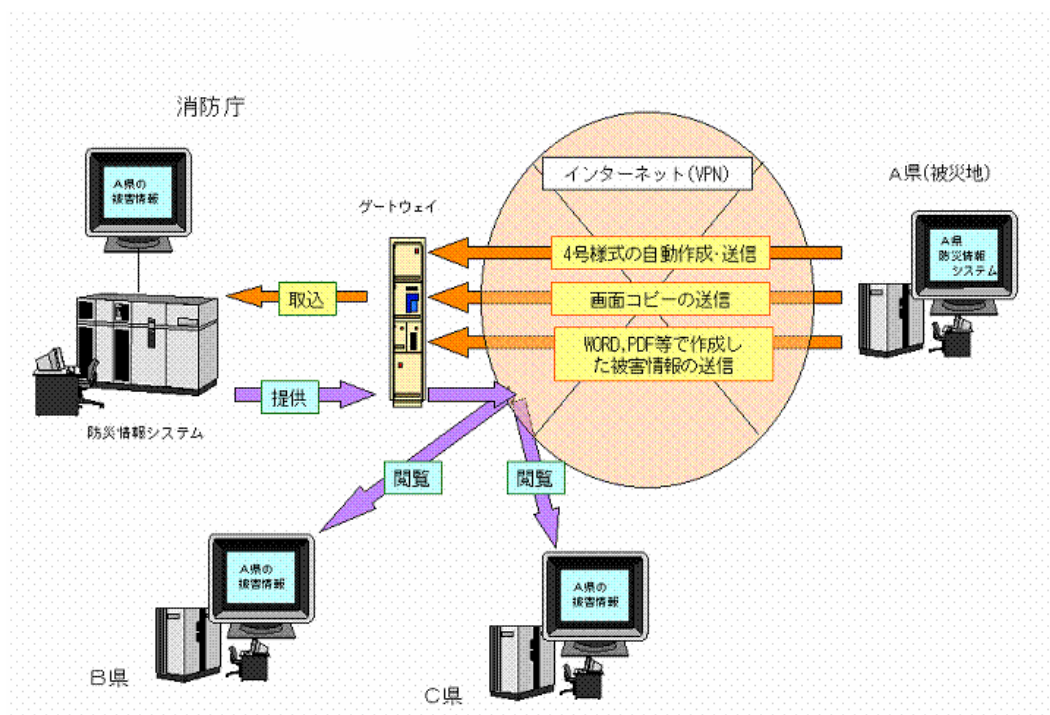 消防庁
A県の
被害情報
防災情報システム
ゲートウェイ
取込
提供
インターネット(VPN)
4号様式の自動作成・送信
画面コピーの送信
WORD,PDF等で作成し
た被害情報の送信
A県(被災地)
A県
防災情報
システム
閲覧
閲覧
A県の
被害情報
B県
A県の
被害情報
C県